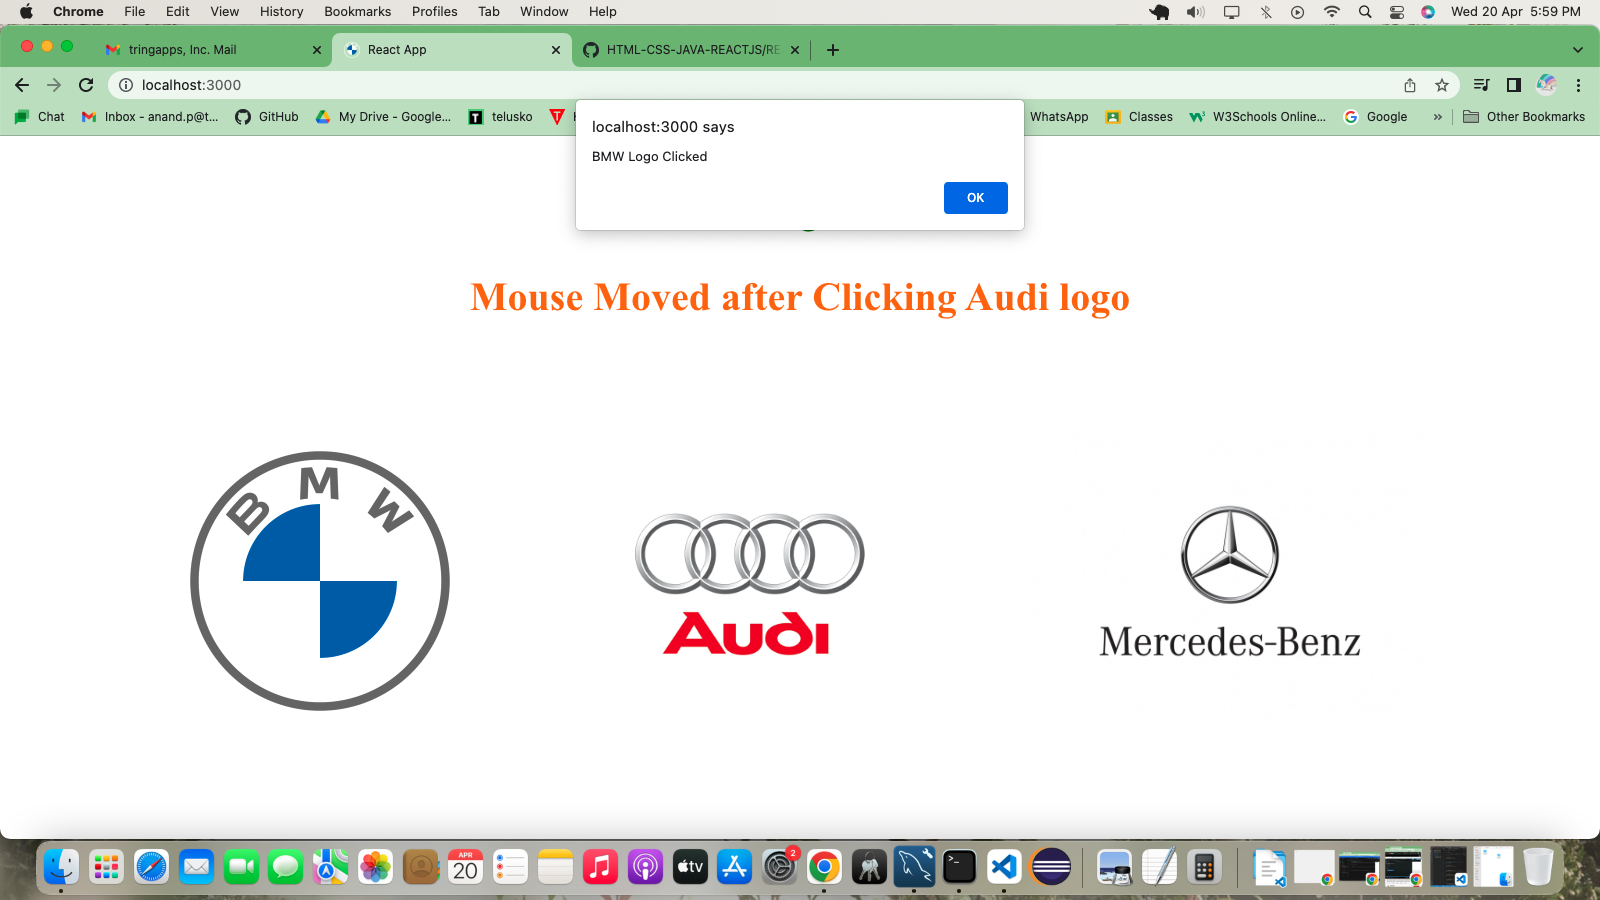 Chrome File Edit View History Bookmarks Profiles Tab Window Help Wed 20 Apr 5:59 PM
tringapps, Inc. Mail React App HTML-CSS-JAVA-REACTJS/RE
localhost:3000
Chat Inbox - anand.p@t... GitHub My Drive - Google... T telusko T WhatsApp Classes W3Schools Online... G Google » Other Bookmarks
localhost:3000 says
BMW Logo Clicked
OK
Mouse Moved after Clicking Audi logo
BMW
Audi
Mercedes-Benz
APR
20
tv
2